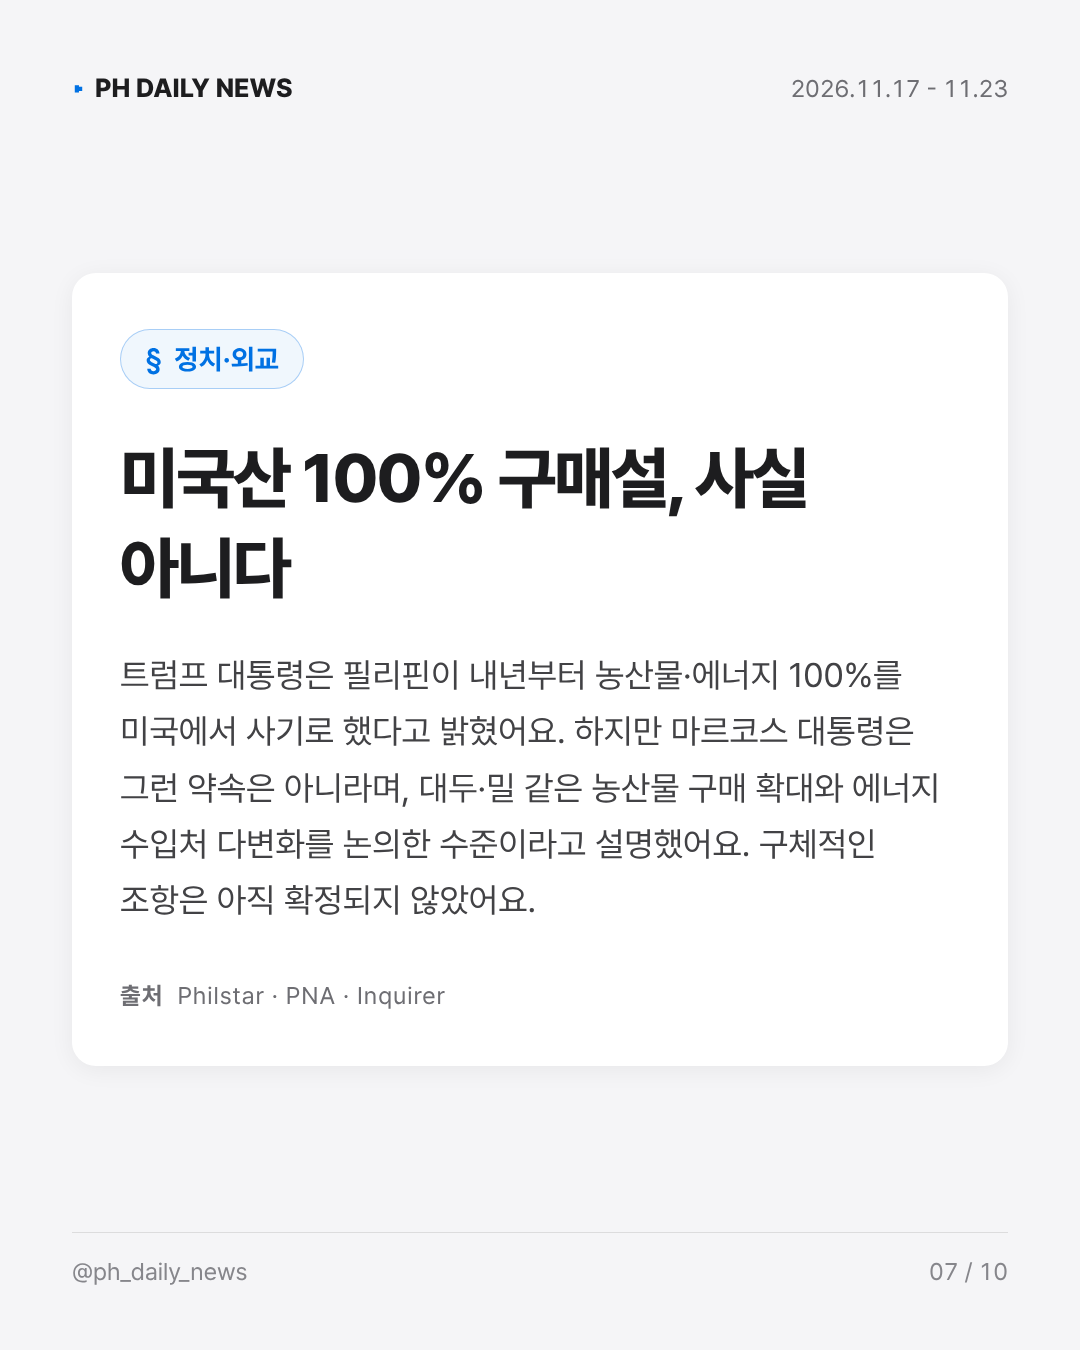 PH DAILY NEWS
2026.11.17 - 11.23
§ 정치·외교
미국산 100% 구매설, 사실
아니다
트럼프 대통령은 필리핀이 내년부터 농산물·에너지 100%를
미국에서 사기로 했다고 밝혔어요. 하지만 마르코스 대통령은
그런 약속은 아니라며, 대두·밀 같은 농산물 구매 확대와 에너지
수입처 다변화를 논의한 수준이라고 설명했어요. 구체적인
조항은 아직 확정되지 않았어요.
출처 Philstar · PNA · Inquirer
@ph_daily_news
07 / 10